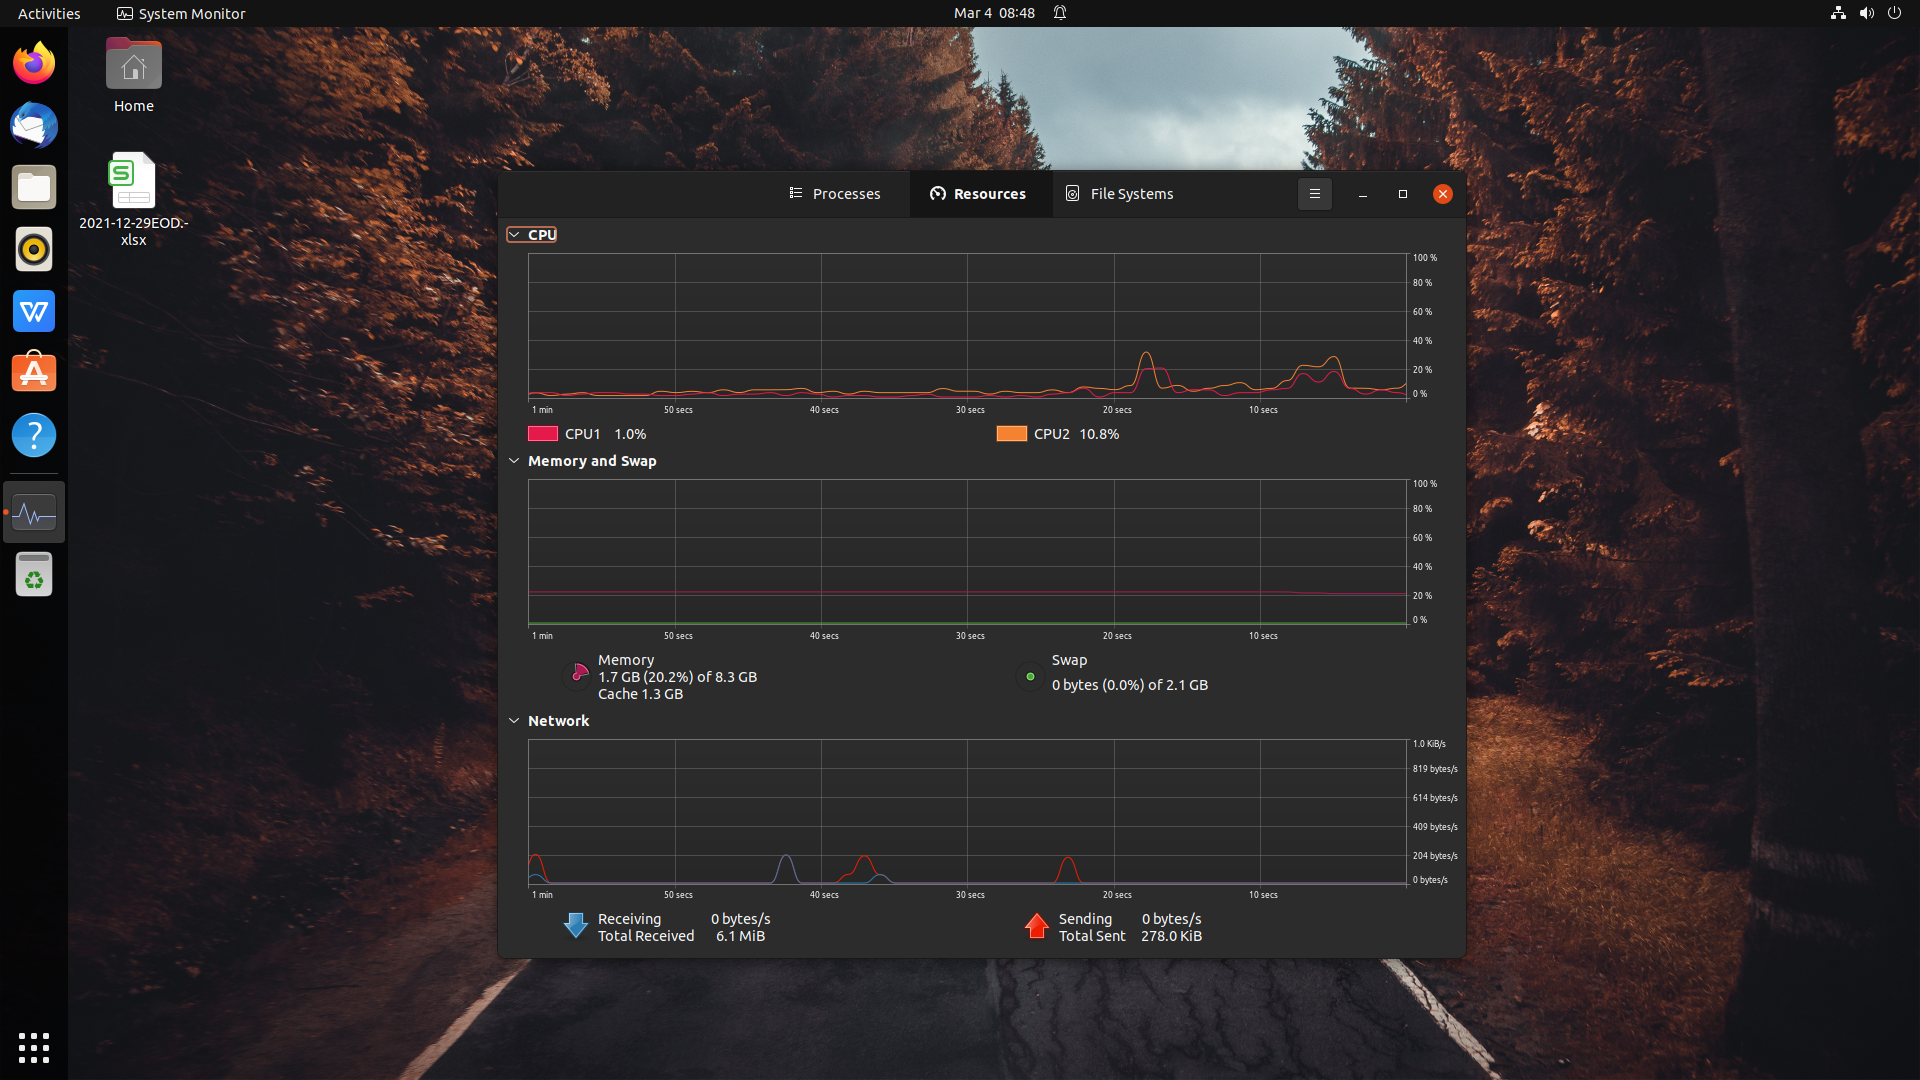 Activities
System Monitor
Mar 4 08:48
Home
2021-12-29EOD.-
xlsx
Processes
Resources
File Systems
CPU
100 %
80 %
60 %
40 %
20 %
0 %
1 min
50 secs
40 secs
30 secs
20 secs
10 secs
CPU1 1.0%
CPU2 10.8%
Memory and Swap
100 %
80 %
60 %
40 %
20 %
0 %
1 min
50 secs
40 secs
30 secs
20 secs
10 secs
Memory
1.7 GB (20.2%) of 8.3 GB
Cache 1.3 GB
Swap
0 bytes (0.0%) of 2.1 GB
Network
1.0 KiB/s
819 bytes/s
614 bytes/s
409 bytes/s
204 bytes/s
0 bytes/s
1 min
50 secs
40 secs
30 secs
20 secs
10 secs
Receiving 0 bytes/s
Total Received 6.1 MiB
Sending 0 bytes/s
Total Sent 278.0 KiB